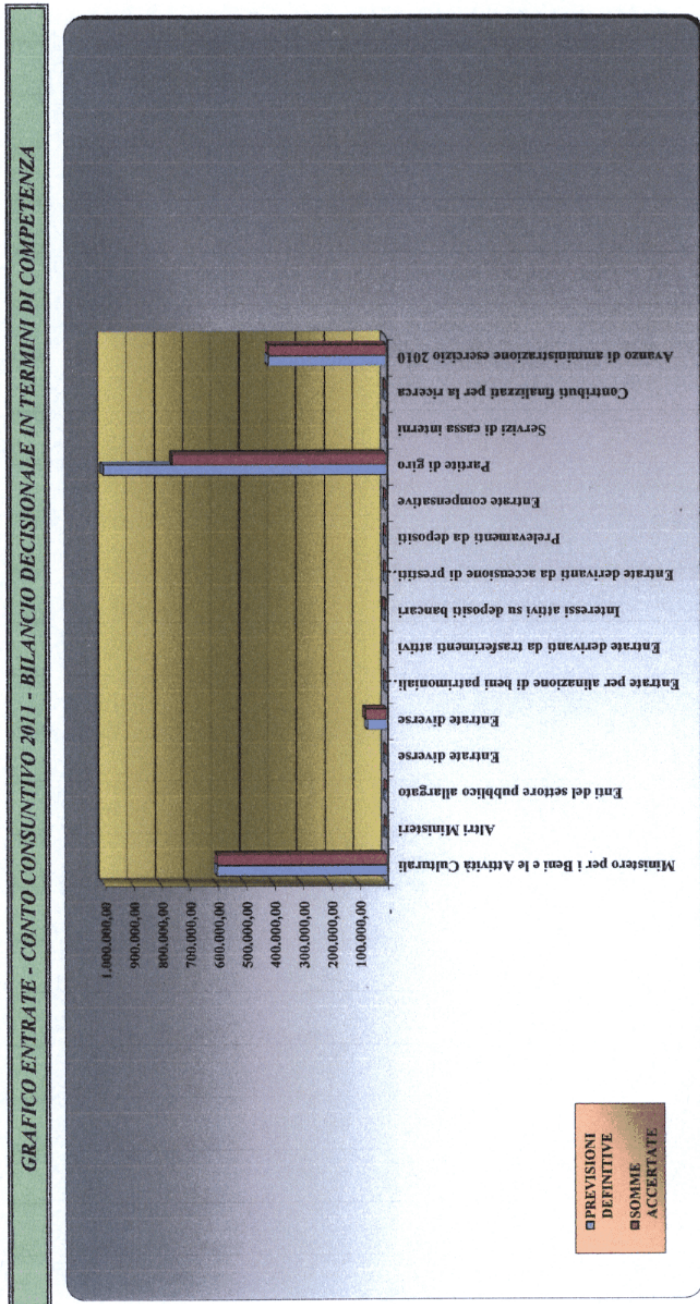 GRAFICO ENTRATE - CONTO CONSUNTIVO 2011 - BILANCIO DECISIONALE IN TERMINI DI COMPETENZA
1.000.000,00
900.000,00
800.000,00
700.000,00
600.000,00
500.000,00
400.000,00
300.000,00
200.000,00
100.000,00
-
Ministero per i Beni e le Attività Culturali
Altri Ministeri
Enti del settore pubblico allargato
Entrate diverse
Entrate diverse
Entrate per alinazione di beni patrimoniali.
Entrate derivanti da trasferimenti attivi
Interessi attivi su depositi bancari
Entrate derivanti da accensione di prestiti.
Prelevamenti da depositi
Entrate compensative
Partite di giro
Servizi di cassa interni
Contributi finalizzati per la ricerca
Avanzo di amministrazione esercizio 2010
PREVISIONI
DEFINITIVE
SOMME
ACCERTATE